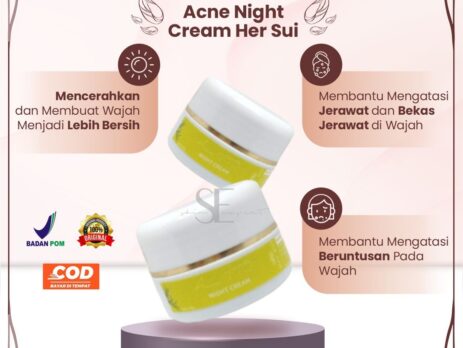 Acne Night
Cream Her Sui
Mencerahkan
dan Membuat Wajah
Menjadi Lebih Bersih
Membantu Mengatasi
Jerawat dan Bekas
Jerawat di Wajah
NIGHT CREAM
SE
BADAN POM
100%
ORIGINAL
COD
BAYAR DI TEMPAT
NIGHT CREAM
Membantu Mengatasi
Beruntusan Pada
Wajah